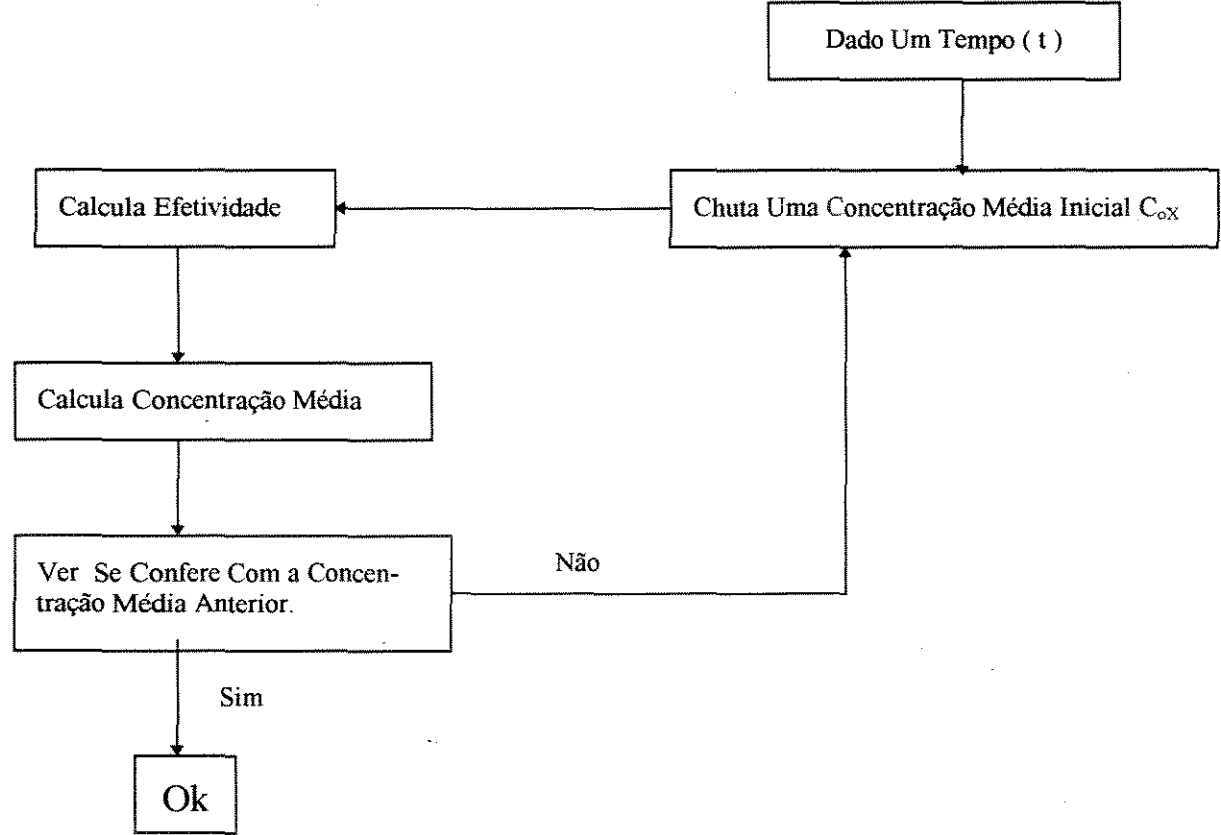 Dado Um Tempo ( t )
Chuta Uma Concentração Média Inicial CoX
Calcula Efetividade
Calcula Concentração Média
Ver Se Confere Com a Concen-
tração Média Anterior.
Não
Sim
Ok